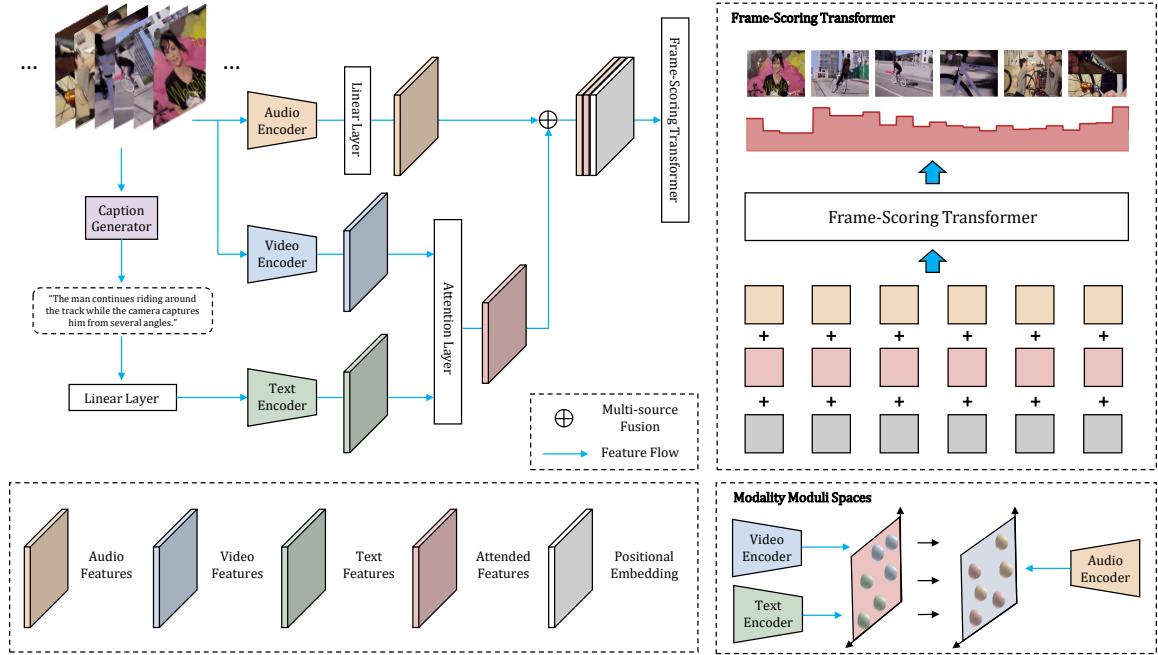 ...
...
Audio
Encoder
Linear Layer
Frame-Scoring Transformer
Caption
Generator
Video
Encoder
Attention Layer
"The man continues riding around
the track while the camera captures
him from several angles."
Linear Layer
Text
Encoder
Multi-source
Fusion
Feature Flow
Audio
Features
Video
Features
Text
Features
Attended
Features
Positional
Embedding
Frame-Scoring Transformer
Frame-Scoring Transformer
+ + + + + +
+ + + + + +
Modality Moduli Spaces
Video
Encoder
Text
Encoder
Audio
Encoder